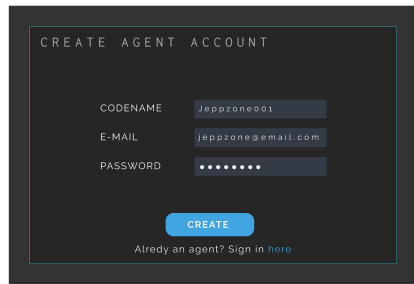 CREATE AGENT ACCOUNT
CODENAME Jeppzone001
E-MAIL jeppzone@email.com
PASSWORD ••••••••
CREATE
Alredy an agent? Sign in here